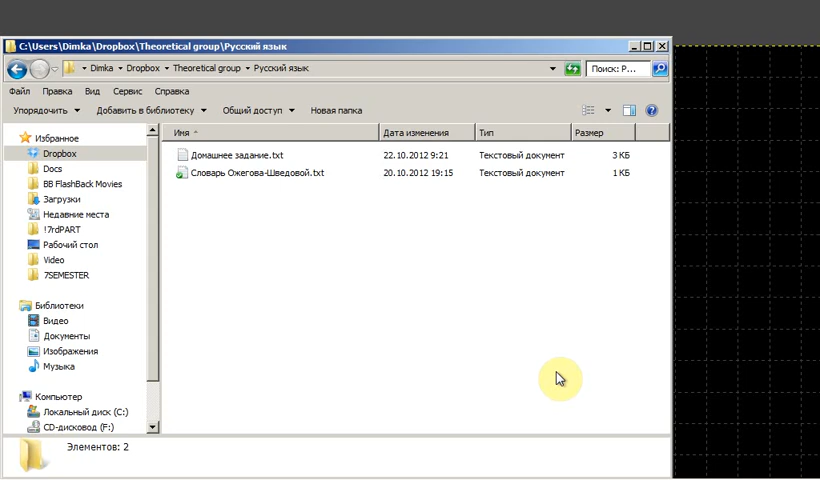 C:\Users\Dimka\Dropbox\Theoretical group\Русский язык
Dimka Dropbox Theoretical group Русский язык Поиск: Р...
Файл Правка Вид Сервис Справка
Упорядочить Добавить в библиотеку Общий доступ Новая папка
Имя Дата изменения Тип Размер
Избранное
Dropbox
Docs
BB FlashBack Movies
Загрузки
Недавние места
!7rdPART
Рабочий стол
Video
7SEMESTER
Библиотеки
Видео
Документы
Изображения
Музыка
Компьютер
Локальный диск (C:)
CD-дисковод (F:)
Домашнее задание.txt 22.10.2012 9:21 Текстовый документ 3 КБ
Словарь Ожегова-Шведовой.txt 20.10.2012 19:15 Текстовый документ 1 КБ
Элементов: 2